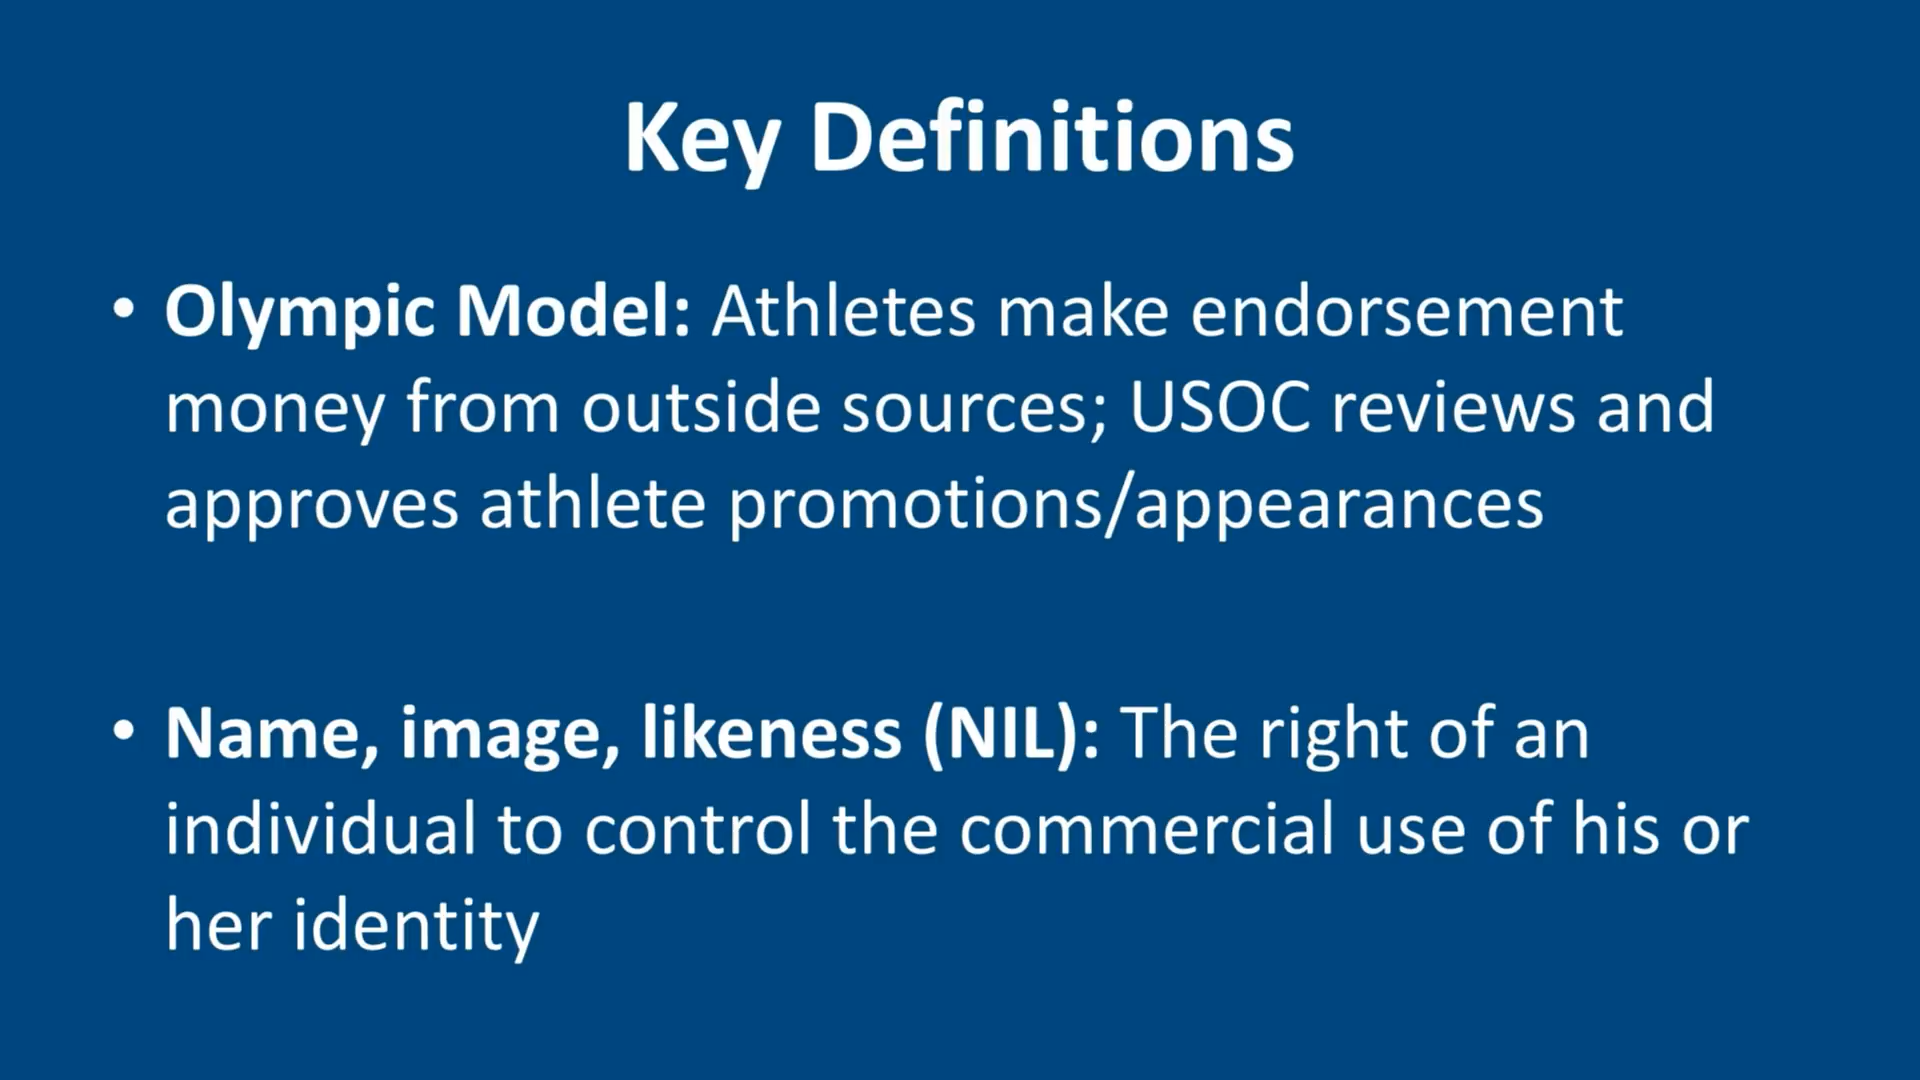 Key Definitions
• Olympic Model: Athletes make endorsement
money from outside sources; USOC reviews and
approves athlete promotions/appearances
• Name, image, likeness (NIL): The right of an
individual to control the commercial use of his or
her identity